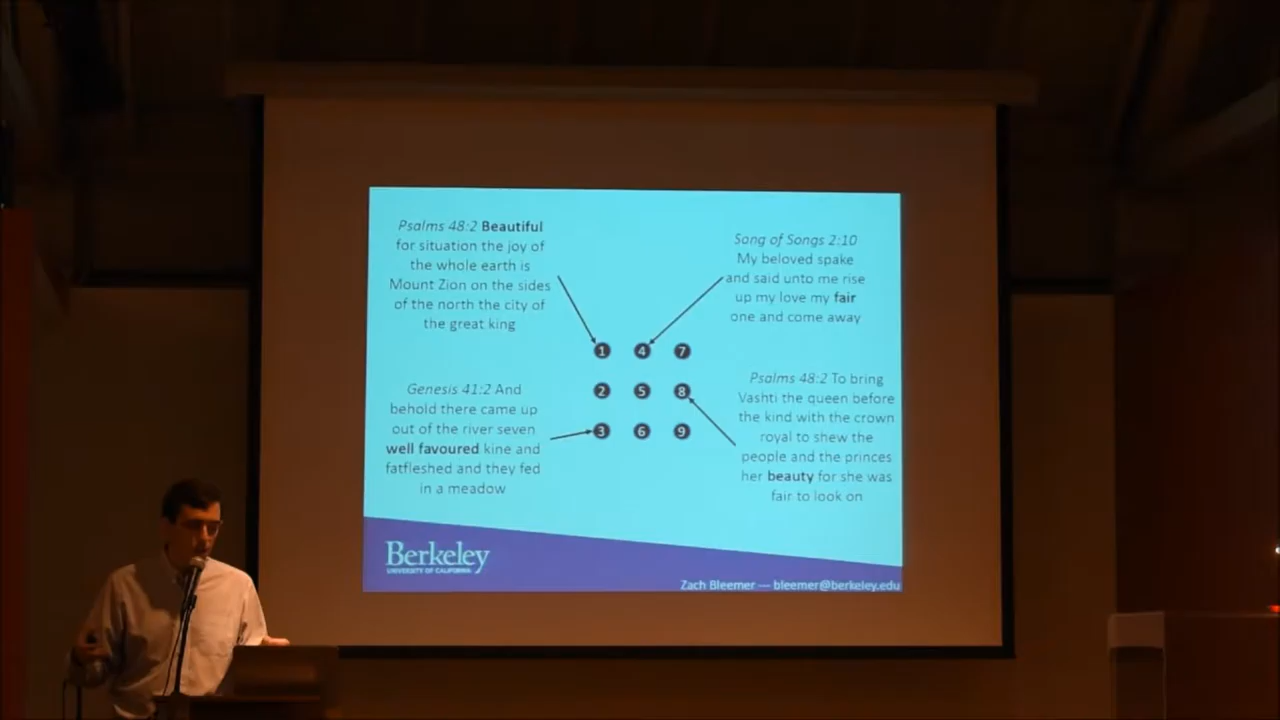 Psalms 48:2 Beautiful
for situation the joy of
the whole earth is
Mount Zion on the sides
of the north the city of
the great king
Song of Songs 2:10
My beloved spake
and said unto me rise
up my love my fair
one and come away
1 4 7
2 5 8
3 6 9
Genesis 41:2 And
behold there came up
out of the river seven
well favoured kine and
fatfleshed and they fed
in a meadow
Psalms 48:2 To bring
Vashti the queen before
the kind with the crown
royal to shew the
people and the princes
her beauty for she was
fair to look on
Berkeley
UNIVERSITY OF CALIFORNIA
Zach Bleemer --- bleemer@berkeley.edu